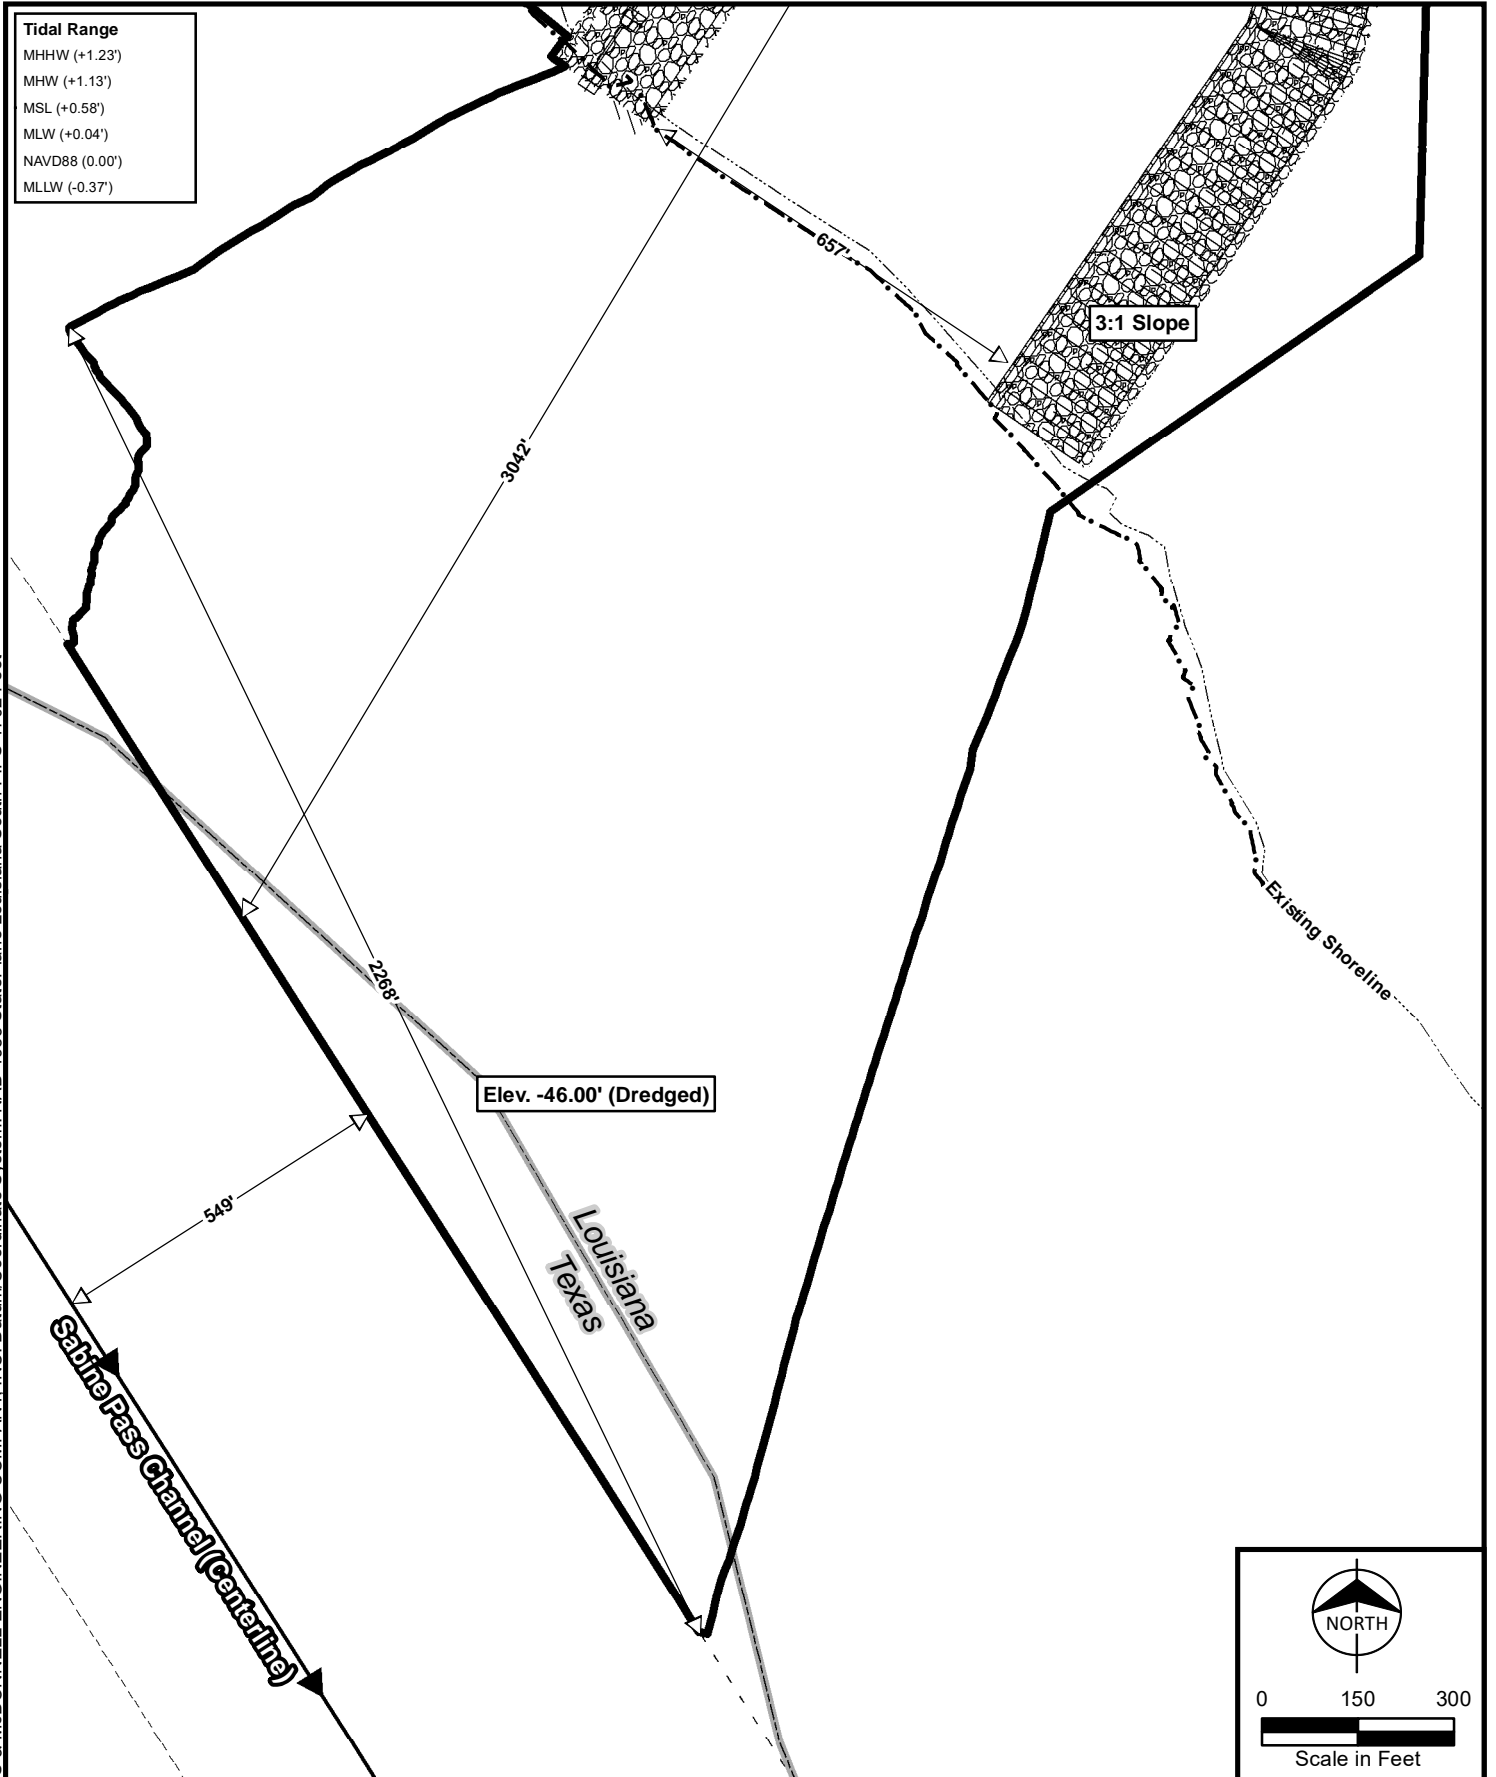 Tidal Range
MHHW (+1.23')
MHW (+1.13')
MSL (+0.58')
MLW (+0.04')
NAVD88 (0.00')
MLLW (-0.37')
657'
3:1 Slope
3042'
Existing Shoreline
2268'
Elev. -46.00' (Dredged)
549'
Louisiana
Texas
Sabine Pass Channel (Centerline)
NORTH
0 150 300
Scale in Feet